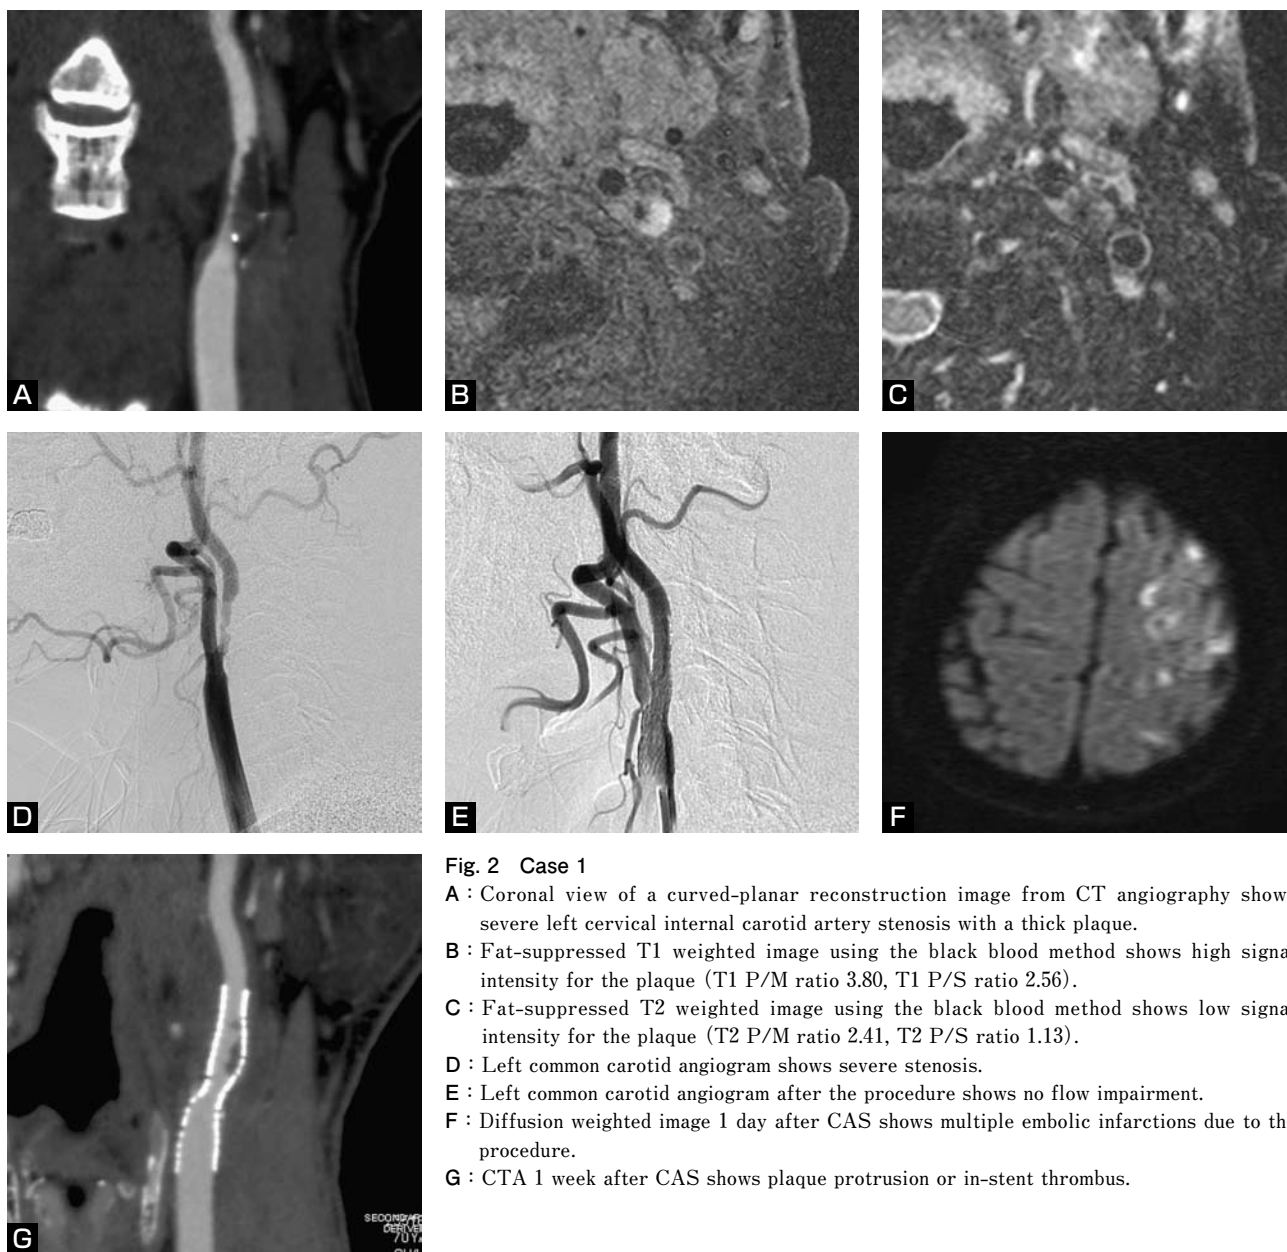 A
B
C
D
E
F
Fig. 2 Case 1
A : Coronal view of a curved-planar reconstruction image from CT angiography show
severe left cervical internal carotid artery stenosis with a thick plaque.
B : Fat-suppressed T1 weighted image using the black blood method shows high signa
intensity for the plaque (T1 P/M ratio 3.80, T1 P/S ratio 2.56).
C : Fat-suppressed T2 weighted image using the black blood method shows low signa
intensity for the plaque (T2 P/M ratio 2.41, T2 P/S ratio 1.13).
D : Left common carotid angiogram shows severe stenosis.
E : Left common carotid angiogram after the procedure shows no flow impairment.
F : Diffusion weighted image 1 day after CAS shows multiple embolic infarctions due to th
procedure.
G : CTA 1 week after CAS shows plaque protrusion or in-stent thrombus.
G